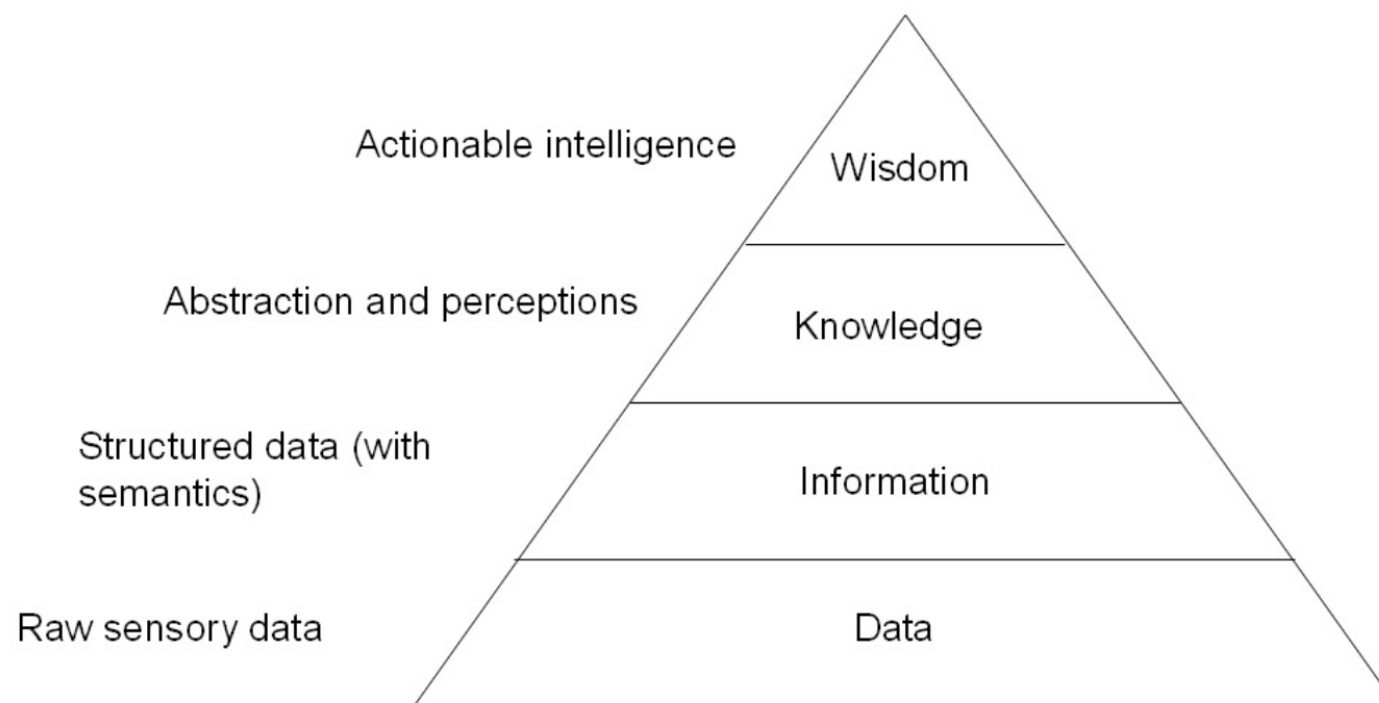 Actionable intelligence
Wisdom
Abstraction and perceptions
Knowledge
Structured data (with
semantics)
Information
Raw sensory data
Data